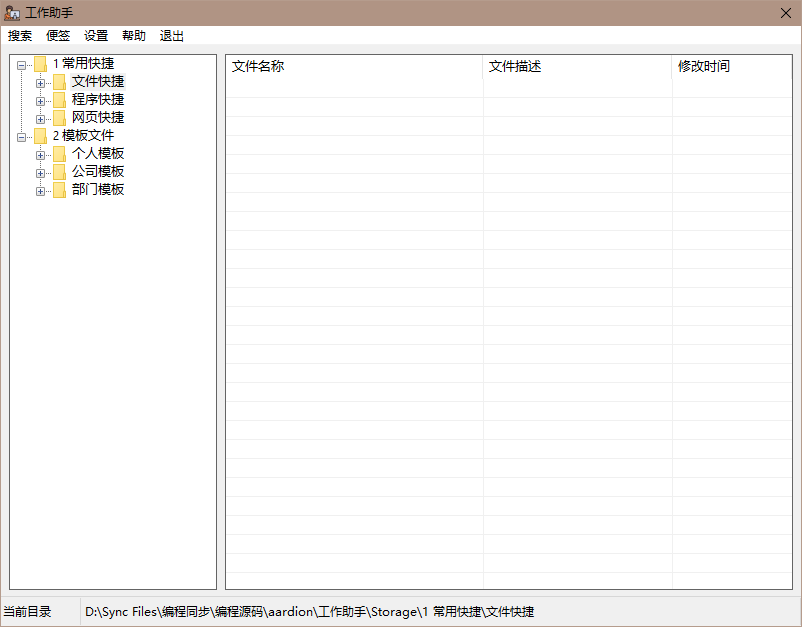 工作助手
搜索 便签 设置 帮助 退出
1 常用快捷
文件快捷
程序快捷
网页快捷
2 模板文件
个人模板
公司模板
部门模板
文件名称 文件描述 修改时间
当前目录 D:\Sync Files\编程同步\编程源码\aardion\工作助手\Storage\1 常用快捷\文件快捷